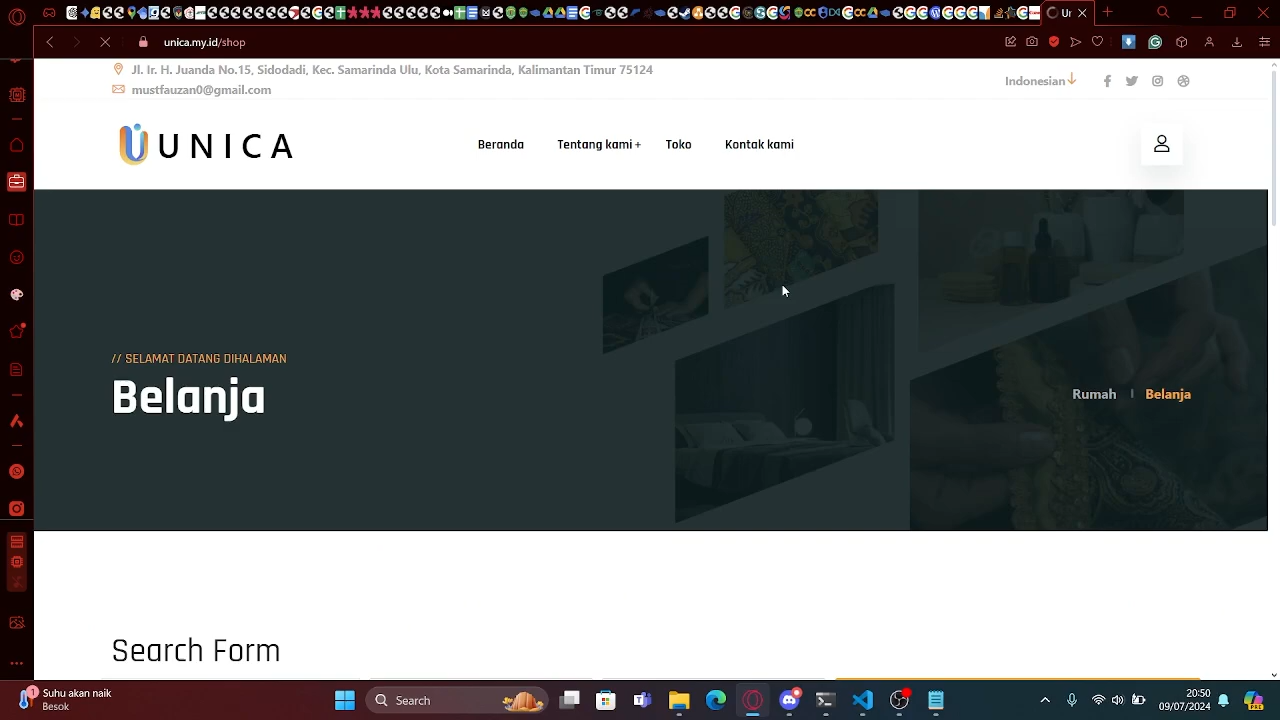 Ur
unica.my.id/shop
Jl. Ir. H. Juanda No.15, Sidodadi, Kec. Samarinda Ulu, Kota Samarinda, Kalimantan Timur 75124
mustfauzan0@gmail.com
Indonesian
UNICA
Beranda
Tentang kami +
Toko
Kontak kami
// SELAMAT DATANG DIHALAMAN
Belanja
Rumah | Belanja
Search Form
1
Suhu akan naik
Besok
Search
20:50
09/07/2024